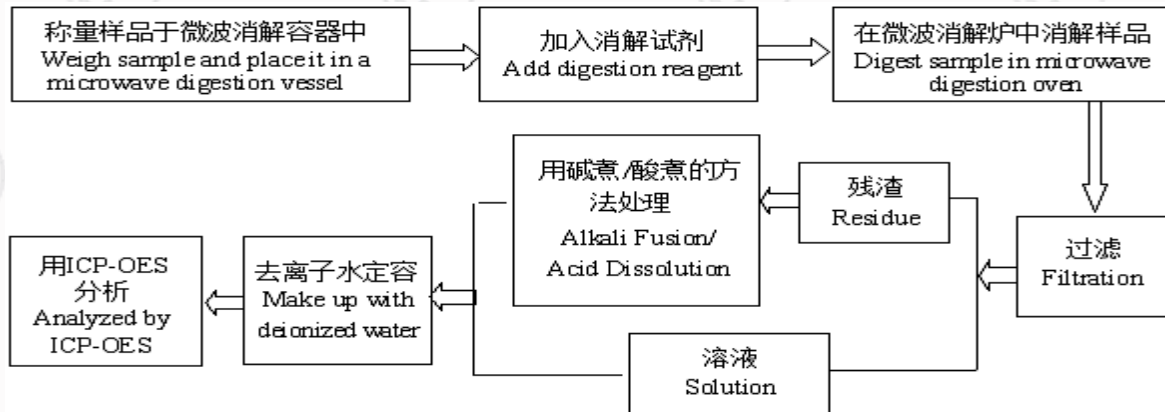 称量样品于微波消解容器中
Weigh sample and place it in a
microwave digestion vessel
加入消解试剂
Add digestion reagent
在微波消解炉中消解样品
Digest sample in microwave
digestion oven
过滤
Filtration
残渣
Residue
用碱煮/酸煮的方
法处理
Alkali Fusion/
Acid Dissolution
溶液
Solution
去离子水定容
Make up with
deionized water
用ICP-OES
分析
Analyzed by
ICP-OES